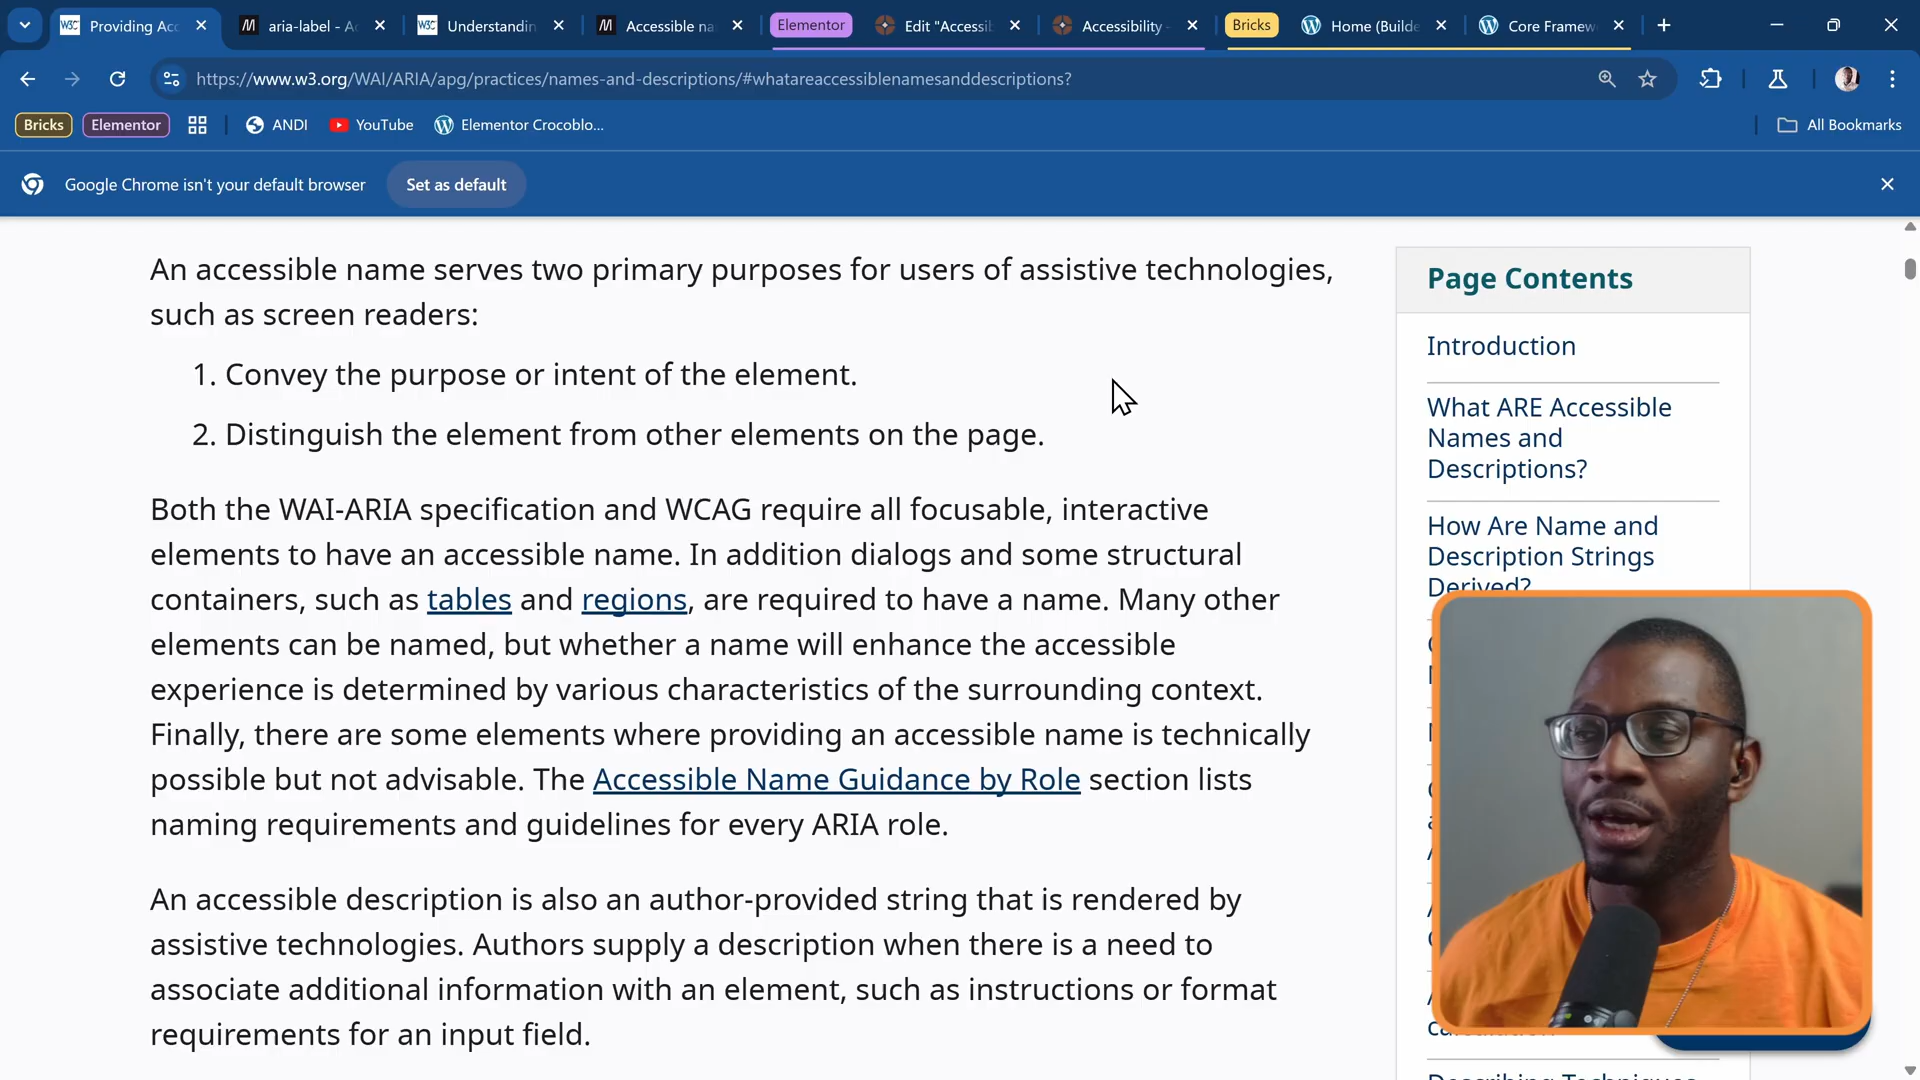 Providing Acc
aria-label - Ac
Understandin
Accessible na
Elementor
Edit "Accessib
Accessibility -
Bricks
Home (Builde
Core Framew
https://www.w3.org/WAI/ARIA/apg/practices/names-and-descriptions/#whatareaccessiblenamesanddescriptions?
Bricks
Elementor
ANDI
YouTube
Elementor Crocoblo...
All Bookmarks
Google Chrome isn't your default browser
Set as default
An accessible name serves two primary purposes for users of assistive technologies,
such as screen readers:
1. Convey the purpose or intent of the element.
2. Distinguish the element from other elements on the page.
Both the WAI-ARIA specification and WCAG require all focusable, interactive
elements to have an accessible name. In addition dialogs and some structural
containers, such as tables and regions, are required to have a name. Many other
elements can be named, but whether a name will enhance the accessible
experience is determined by various characteristics of the surrounding context.
Finally, there are some elements where providing an accessible name is technically
possible but not advisable. The Accessible Name Guidance by Role section lists
naming requirements and guidelines for every ARIA role.
An accessible description is also an author-provided string that is rendered by
assistive technologies. Authors supply a description when there is a need to
associate additional information with an element, such as instructions or format
requirements for an input field.
Page Contents
Introduction
What ARE Accessible
Names and
Descriptions?
How Are Name and
Description Strings
Derived?
Describing Techniques